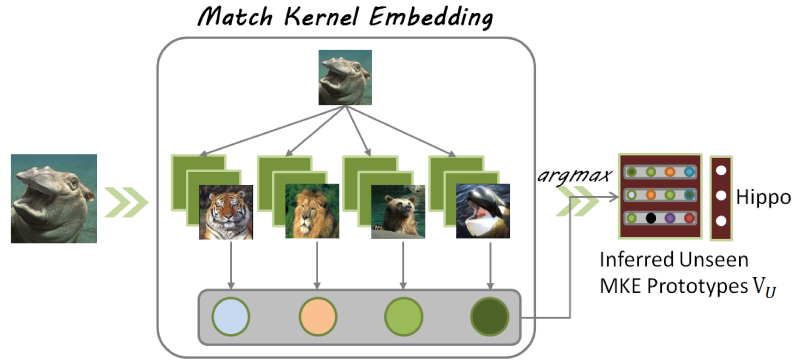 Match Kernel Embedding
argmax
Hippo
Inferred Unseen
MKE Prototypes V_U